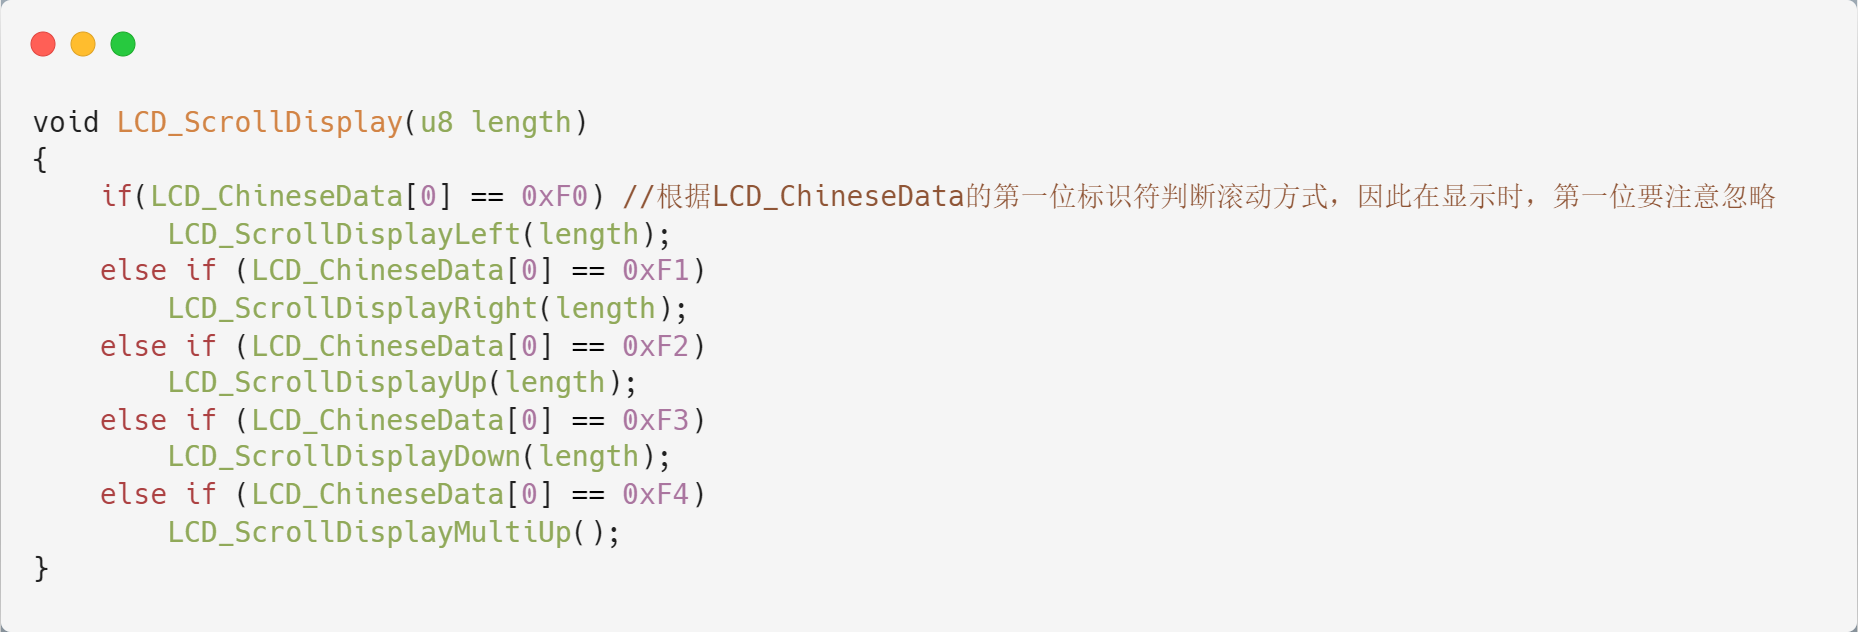 void LCD_ScrollDisplay(u8 length)
{
    if(LCD_ChineseData[0] == 0xF0) //根据LCD_ChineseData的第一位标识符判断滚动方式，因此在显示时，第一位要注意忽略
        LCD_ScrollDisplayLeft(length);
    else if (LCD_ChineseData[0] == 0xF1)
        LCD_ScrollDisplayRight(length);
    else if (LCD_ChineseData[0] == 0xF2)
        LCD_ScrollDisplayUp(length);
    else if (LCD_ChineseData[0] == 0xF3)
        LCD_ScrollDisplayDown(length);
    else if (LCD_ChineseData[0] == 0xF4)
        LCD_ScrollDisplayMultiUp();
}